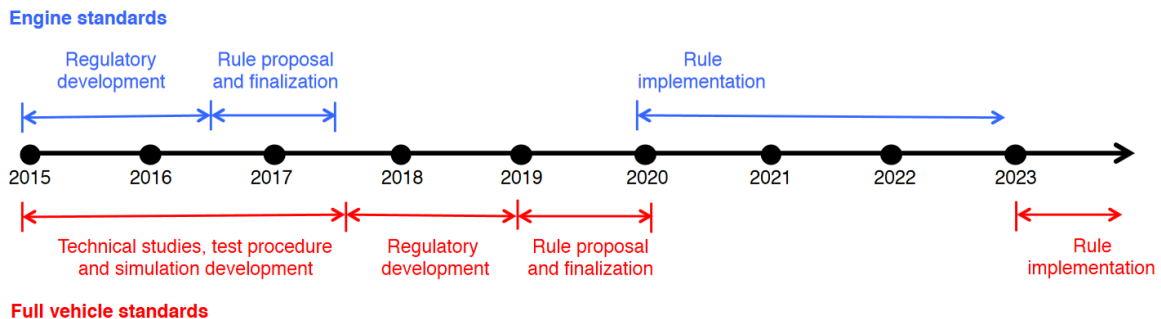 Engine standards
Regulatory
development
Rule proposal
and finalization
Rule
implementation
2015 2016 2017 2018 2019 2020 2021 2022 2023
Technical studies, test procedure
and simulation development
Regulatory
development
Rule proposal
and finalization
Rule
implementation
Full vehicle standards